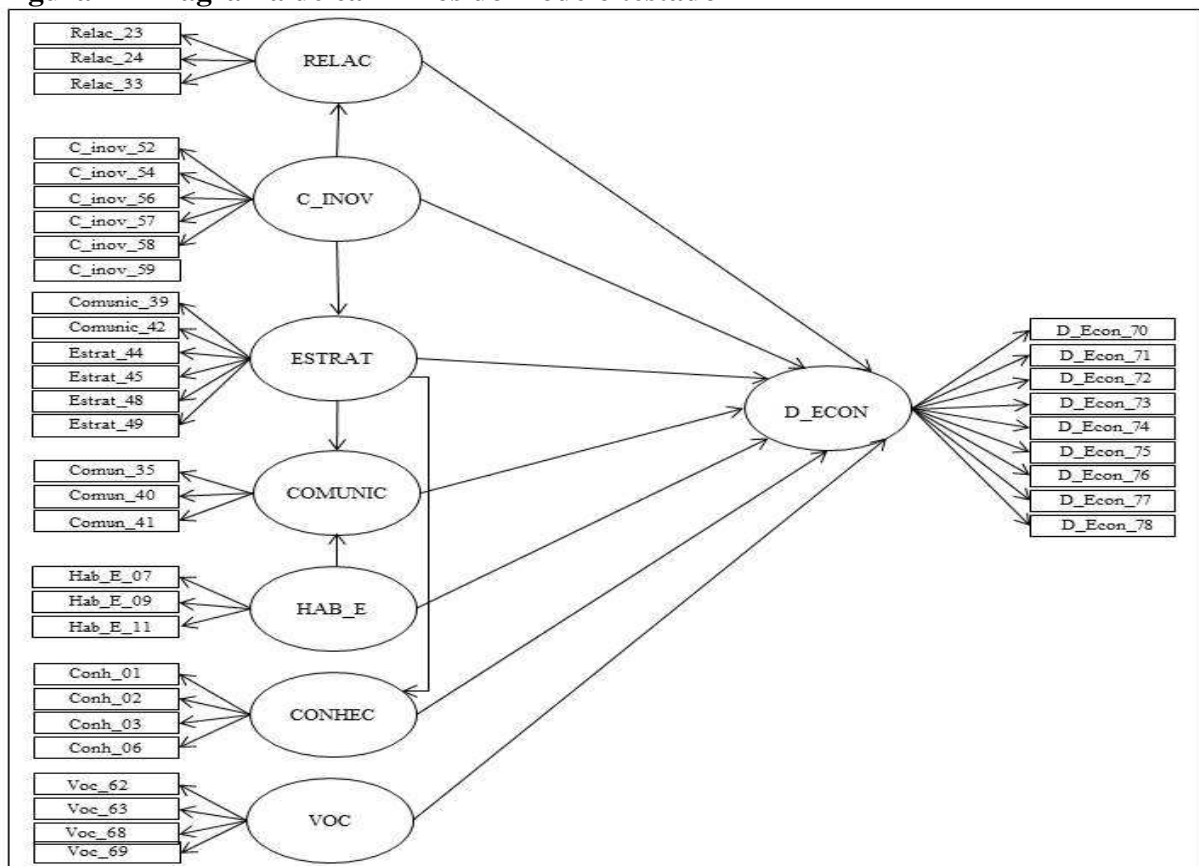 Relac_23
Relac_24
Relac_33
RELAC
C_inov_52
C_inov_54
C_inov_56
C_inov_57
C_inov_58
C_inov_59
C_INOV
Comunic_39
Comunic_42
Estrat_44
Estrat_45
Estrat_48
Estrat_49
ESTRAT
Comun_35
Comun_40
Comun_41
COMUNIC
Hab_E_07
Hab_E_09
Hab_E_11
HAB_E
Conh_01
Conh_02
Conh_03
Conh_06
CONHEC
Voc_62
Voc_63
Voc_68
Voc_69
VOC
D_ECON
D_Econ_70
D_Econ_71
D_Econ_72
D_Econ_73
D_Econ_74
D_Econ_75
D_Econ_76
D_Econ_77
D_Econ_78